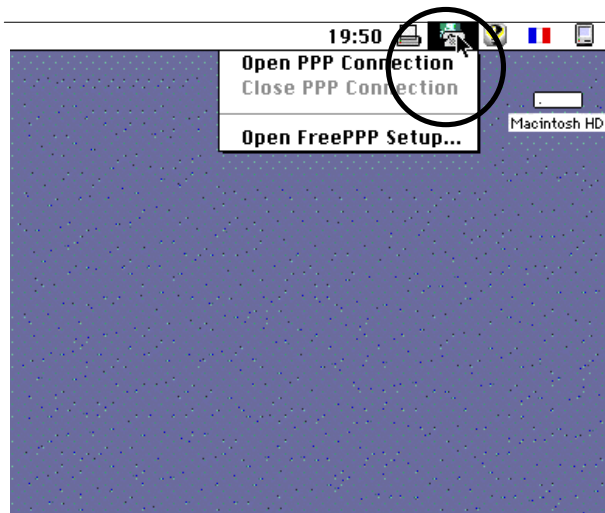 19:50
Open PPP Connection
Close PPP Connection
Open FreePPP Setup...
Macintosh HD